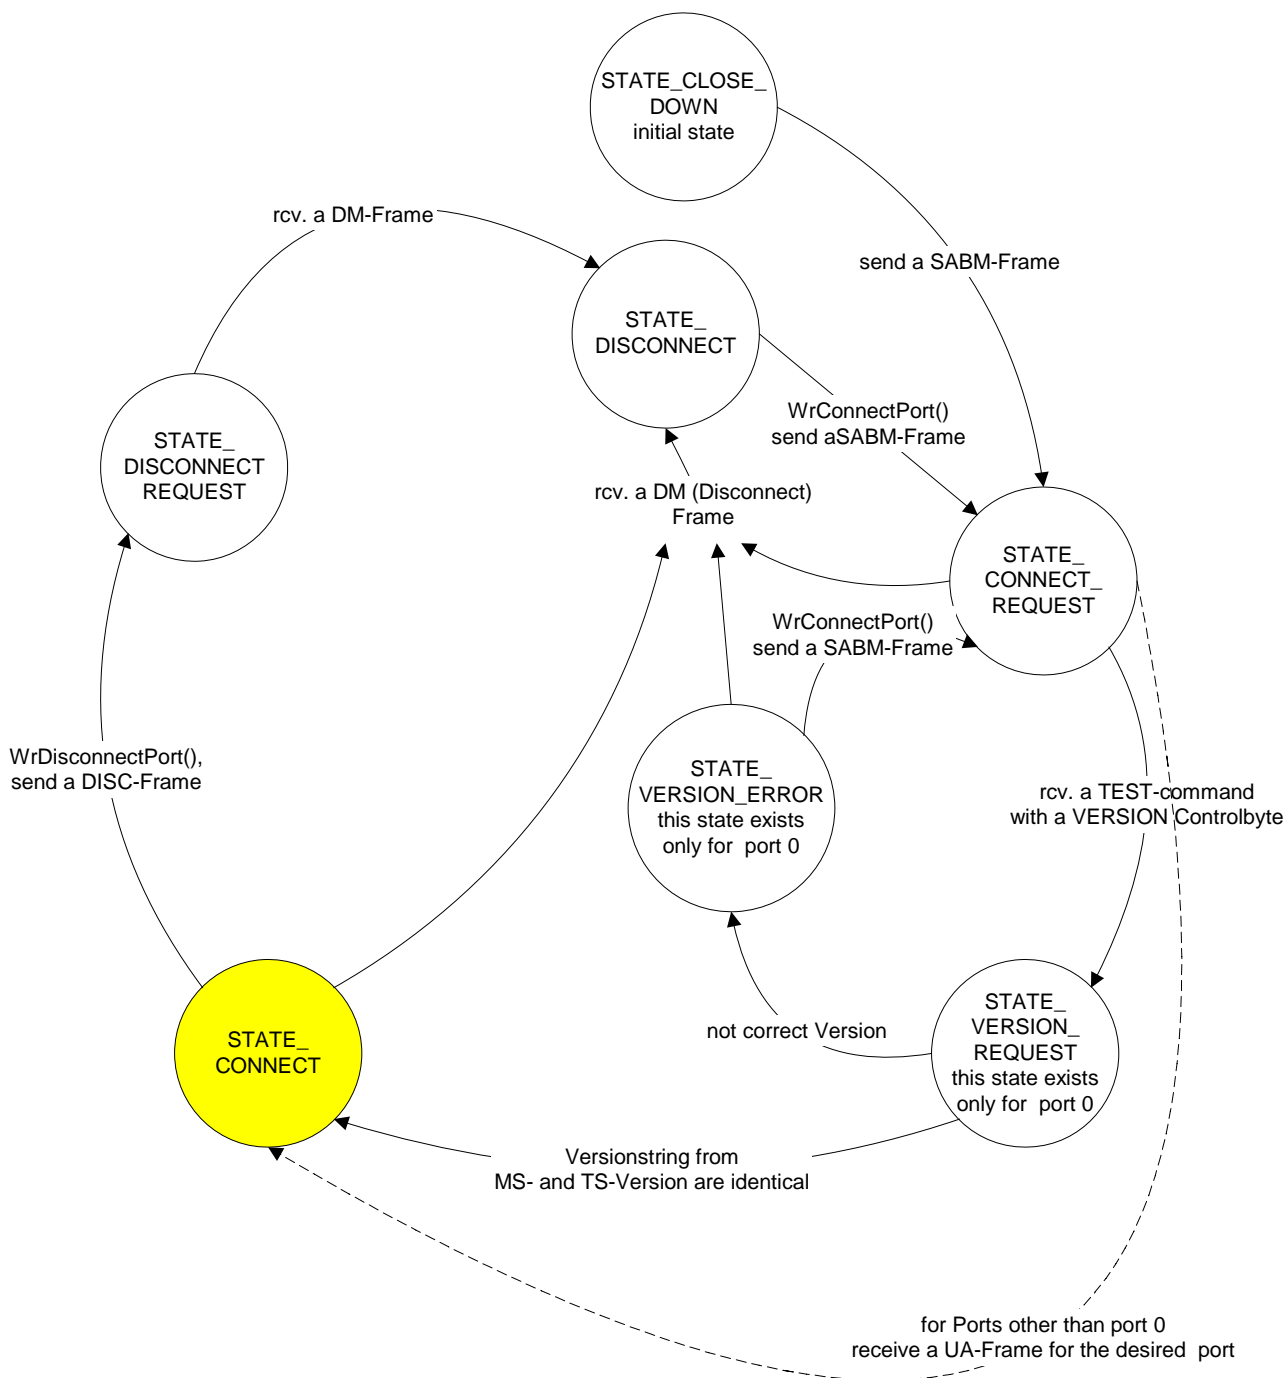 STATE_CLOSE_
DOWN
initial state
rcv. a DM-Frame
send a SABM-Frame
STATE_
DISCONNECT
WrConnectPort()
send aSABM-Frame
STATE_
DISCONNECT
REQUEST
rcv. a DM (Disconnect)
Frame
STATE_
CONNECT_
REQUEST
WrConnectPort()
send a SABM-Frame
WrDisconnectPort(),
send a DISC-Frame
STATE_
VERSION_ERROR
this state exists
only for port 0
rcv. a TEST-command
with a VERSION Controlbyte
STATE_
CONNECT
not correct Version
STATE_
VERSION_
REQUEST
this state exists
only for port 0
Versionstring from
MS- and TS-Version are identical
for Ports other than port 0
receive a UA-Frame for the desired port